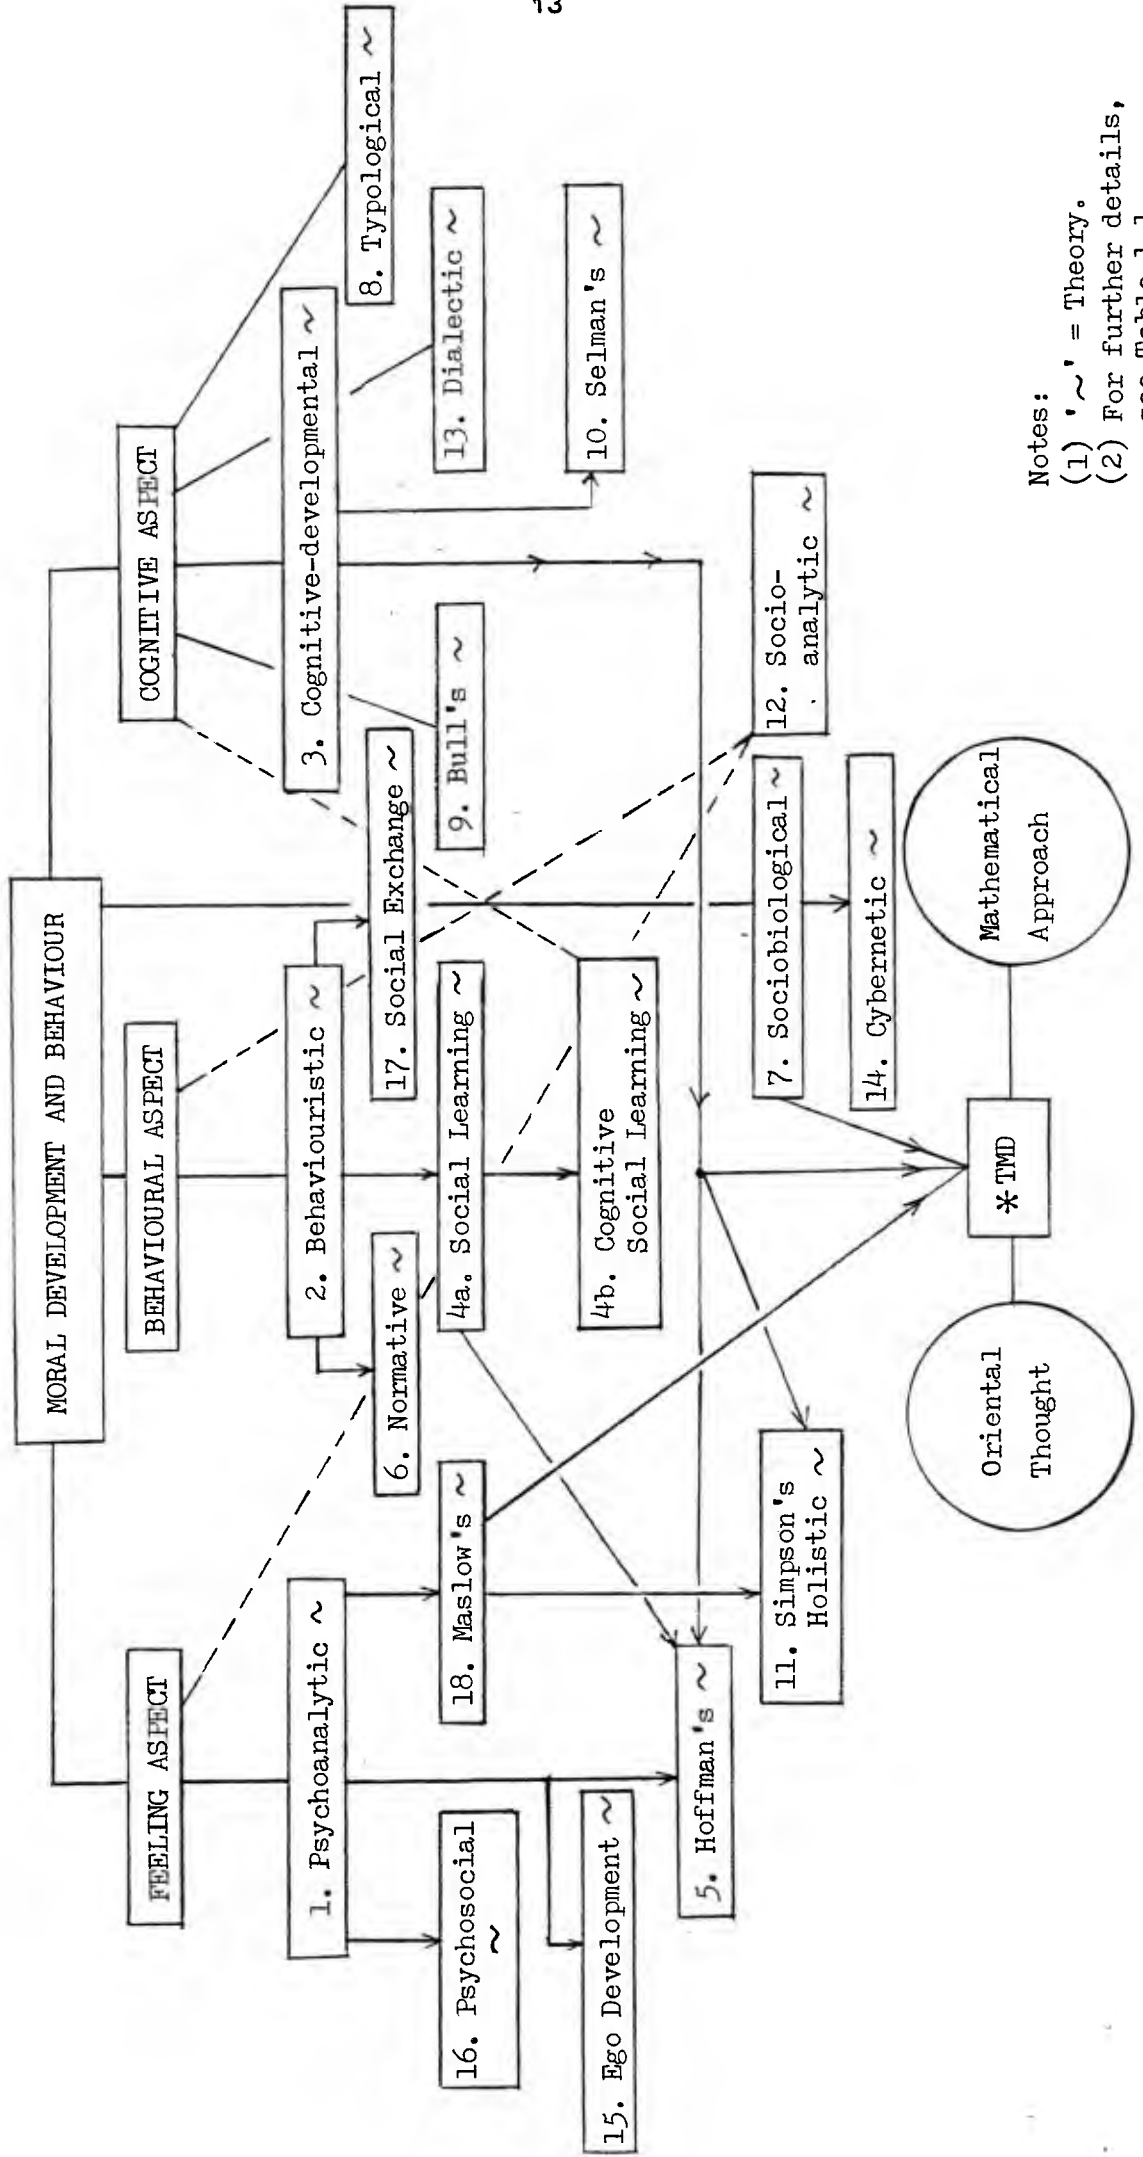 13
MORAL DEVELOPMENT AND BEHAVIOUR
FEELING ASPECT
BEHAVIOURAL ASPECT
COGNITIVE ASPECT
1. Psychoanalytic ~
2. Behaviouristic ~
3. Cognitive-developmental ~
8. Typological ~
6. Normative ~
17. Social Exchange ~
16. Psychosocial
~
18. Maslow's ~
4a. Social Learning ~
9. Bull's ~
13. Dialectic ~
15. Ego Development ~
4b. Cognitive
Social Learning ~
10. Selman's ~
5. Hoffman's ~
11. Simpson's
Holistic ~
7. Sociobiological ~
12. Socio-
analytic ~
14. Cybernetic ~
Oriental
Thought
*TMD
Mathematical
Approach
Notes:
(1) '~' = Theory.
(2) For further details,
see Table 1